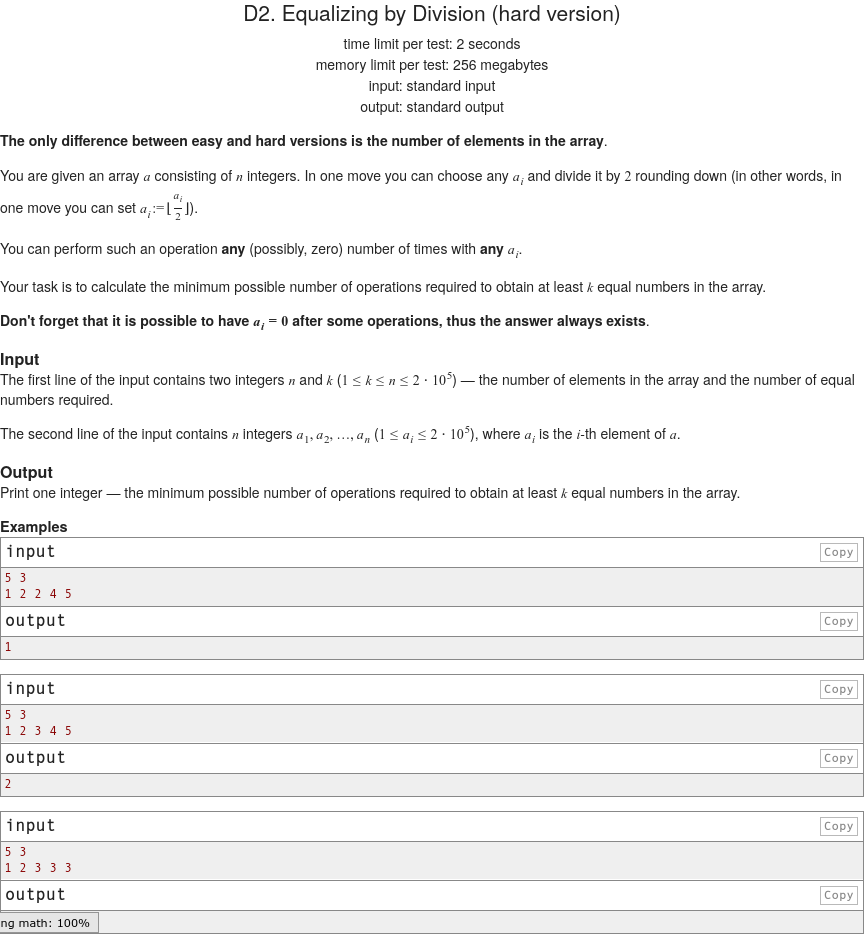 D2. Equalizing by Division (hard version)
time limit per test: 2 seconds
memory limit per test: 256 megabytes
input: standard input
output: standard output
The only difference between easy and hard versions is the number of elements in the array.
You are given an array a consisting of n integers. In one move you can choose any a_i and divide it by 2 rounding down (in other words, in
one move you can set a_i := ⌊a_i/2⌋).
You can perform such an operation any (possibly, zero) number of times with any a_i.
Your task is to calculate the minimum possible number of operations required to obtain at least k equal numbers in the array.
Don't forget that it is possible to have a_i = 0 after some operations, thus the answer always exists.
Input
The first line of the input contains two integers n and k (1 ≤ k ≤ n ≤ 2 · 10^5) — the number of elements in the array and the number of equal
numbers required.
The second line of the input contains n integers a_1, a_2, …, a_n (1 ≤ a_i ≤ 2 · 10^5), where a_i is the i-th element of a.
Output
Print one integer — the minimum possible number of operations required to obtain at least k equal numbers in the array.
Examples
input Copy
5 3
1 2 2 4 5
output Copy
1
input Copy
5 3
1 2 3 4 5
output Copy
2
input Copy
5 3
1 2 3 3 3
output Copy
ng math: 100%